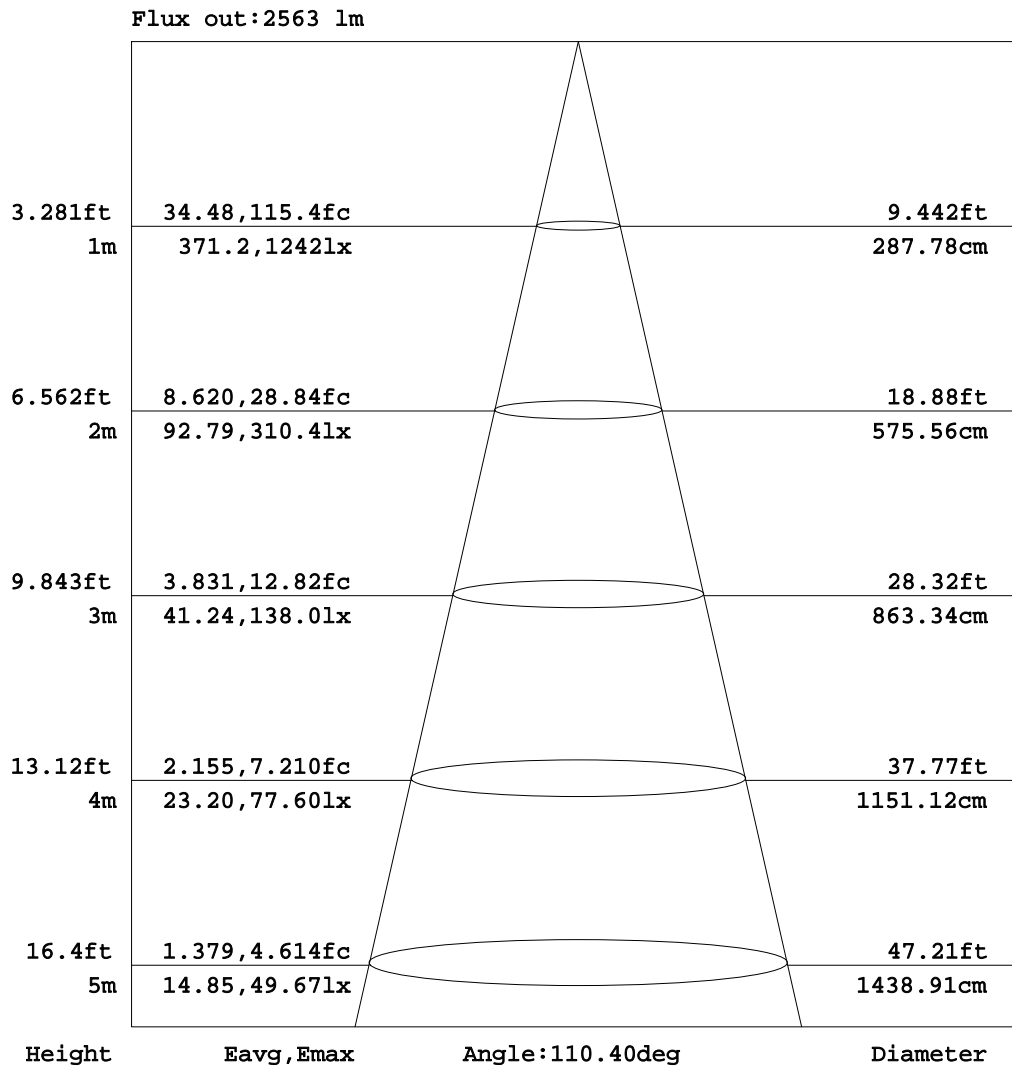 Flux out:2563 lm
3.281ft 34.48,115.4fc 9.442ft
1m 371.2,1242lx 287.78cm
6.562ft 8.620,28.84fc 18.88ft
2m 92.79,310.4lx 575.56cm
9.843ft 3.831,12.82fc 28.32ft
3m 41.24,138.0lx 863.34cm
13.12ft 2.155,7.210fc 37.77ft
4m 23.20,77.60lx 1151.12cm
16.4ft 1.379,4.614fc 47.21ft
5m 14.85,49.67lx 1438.91cm
Height Eavg,Emax Angle:110.40deg Diameter